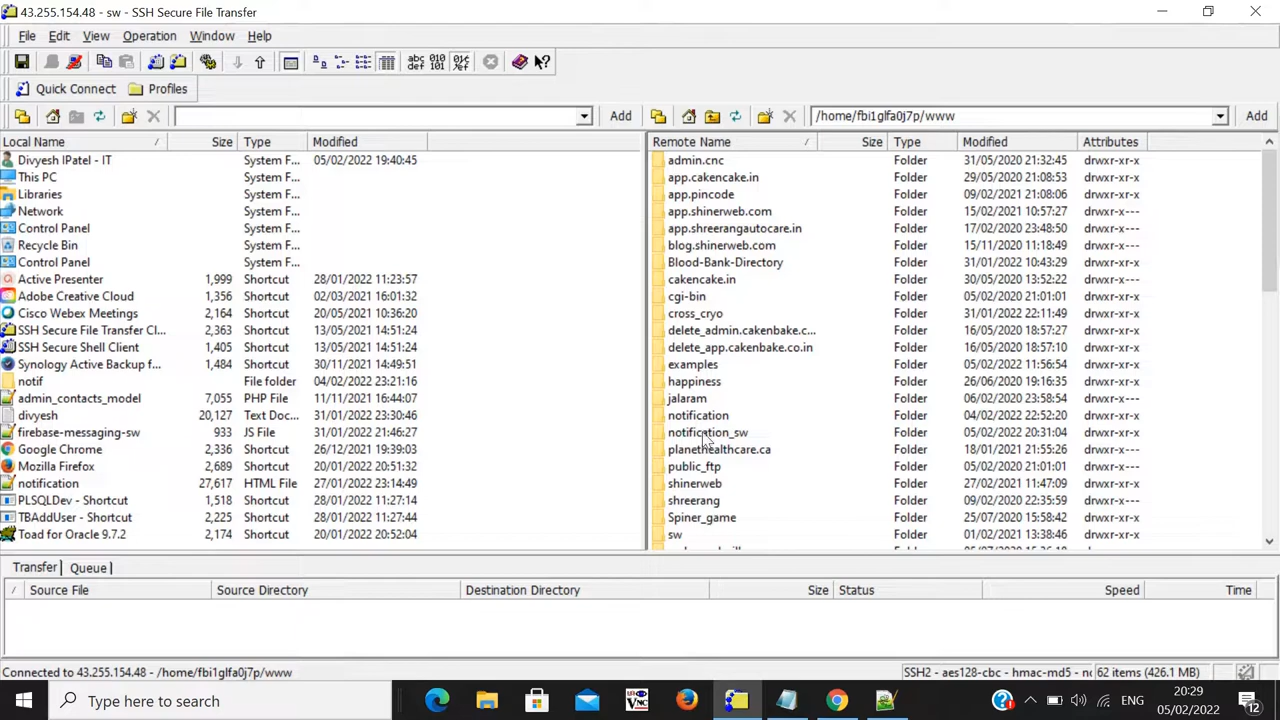 43.255.154.48 - sw - SSH Secure File Transfer
File Edit View Operation Window Help
abc def 010 101
Quick Connect Profiles
Add /home/fbi1glfa0j7p/www Add
Local Name / Size Type Modified
Divyesh IPatel - IT System F... 05/02/2022 19:40:45
This PC System F...
Libraries System F...
Network System F...
Control Panel System F...
Recycle Bin System F...
Control Panel System F...
Active Presenter 1,999 Shortcut 28/01/2022 11:23:57
Adobe Creative Cloud 1,356 Shortcut 02/03/2021 16:01:32
Cisco Webex Meetings 2,164 Shortcut 20/05/2021 10:36:20
SSH Secure File Transfer Cl... 2,363 Shortcut 13/05/2021 14:51:24
SSH Secure Shell Client 1,405 Shortcut 13/05/2021 14:51:24
Synology Active Backup f... 1,484 Shortcut 30/11/2021 14:49:51
notif File folder 04/02/2022 23:21:16
admin_contacts_model 7,055 PHP File 11/11/2021 16:44:07
divyesh 20,127 Text Doc... 31/01/2022 23:30:46
firebase-messaging-sw 933 JS File 31/01/2022 21:46:27
Google Chrome 2,336 Shortcut 26/12/2021 19:39:03
Mozilla Firefox 2,689 Shortcut 20/01/2022 20:51:32
notification 27,617 HTML File 27/01/2022 23:14:49
PLSQLDev - Shortcut 1,518 Shortcut 28/01/2022 11:27:14
TBAddUser - Shortcut 2,225 Shortcut 28/01/2022 11:27:44
Toad for Oracle 9.7.2 2,174 Shortcut 20/01/2022 20:52:04
Remote Name / Size Type Modified Attributes
admin.cnc Folder 31/05/2020 21:32:45 drwxr-xr-x
app.cakencake.in Folder 29/05/2020 21:08:53 drwxr-xr-x
app.pincode Folder 09/02/2021 21:08:06 drwxr-x---
app.shinerweb.com Folder 15/02/2021 10:57:27 drwxr-x---
app.shreerangautocare.in Folder 17/02/2020 23:48:50 drwxr-x---
blog.shinerweb.com Folder 15/11/2020 11:18:49 drwxr-x---
Blood-Bank-Directory Folder 31/01/2022 10:43:29 drwxr-xr-x
cakencake.in Folder 30/05/2020 13:52:22 drwxr-xr-x
cgi-bin Folder 05/02/2020 21:01:01 drwxr-xr-x
cross_cryo Folder 31/01/2022 22:11:49 drwxr-xr-x
delete_admin.cakenbake.c... Folder 16/05/2020 18:57:27 drwxr-xr-x
delete_app.cakenbake.co.in Folder 16/05/2020 18:57:10 drwxr-xr-x
examples Folder 05/02/2022 11:56:54 drwxr-xr-x
happiness Folder 26/06/2020 19:16:35 drwxr-xr-x
jalaram Folder 06/02/2020 23:58:54 drwxr-x---
notification Folder 04/02/2022 22:52:20 drwxr-xr-x
notification_sw Folder 05/02/2022 20:31:04 drwxr-xr-x
planethealthcare.ca Folder 18/01/2021 21:55:26 drwxr-xr-x
public_ftp Folder 05/02/2020 21:01:01 drwxr-xr-x
shinerweb Folder 27/02/2021 11:47:09 drwxr-xr-x
shreerang Folder 09/02/2020 22:35:59 drwxr-x---
Spiner_game Folder 25/07/2020 15:58:42 drwxr-xr-x
sw Folder 01/02/2021 13:38:46 drwxr-xr-x
Transfer Queue
/ Source File Source Directory Destination Directory Size Status Speed Time
Connected to 43.255.154.48 - /home/fbi1glfa0j7p/www SSH2 - aes128-cbc - hmac-md5 - nc 62 items (426.1 MB)
Type here to search ENG 20:29
05/02/2022 12